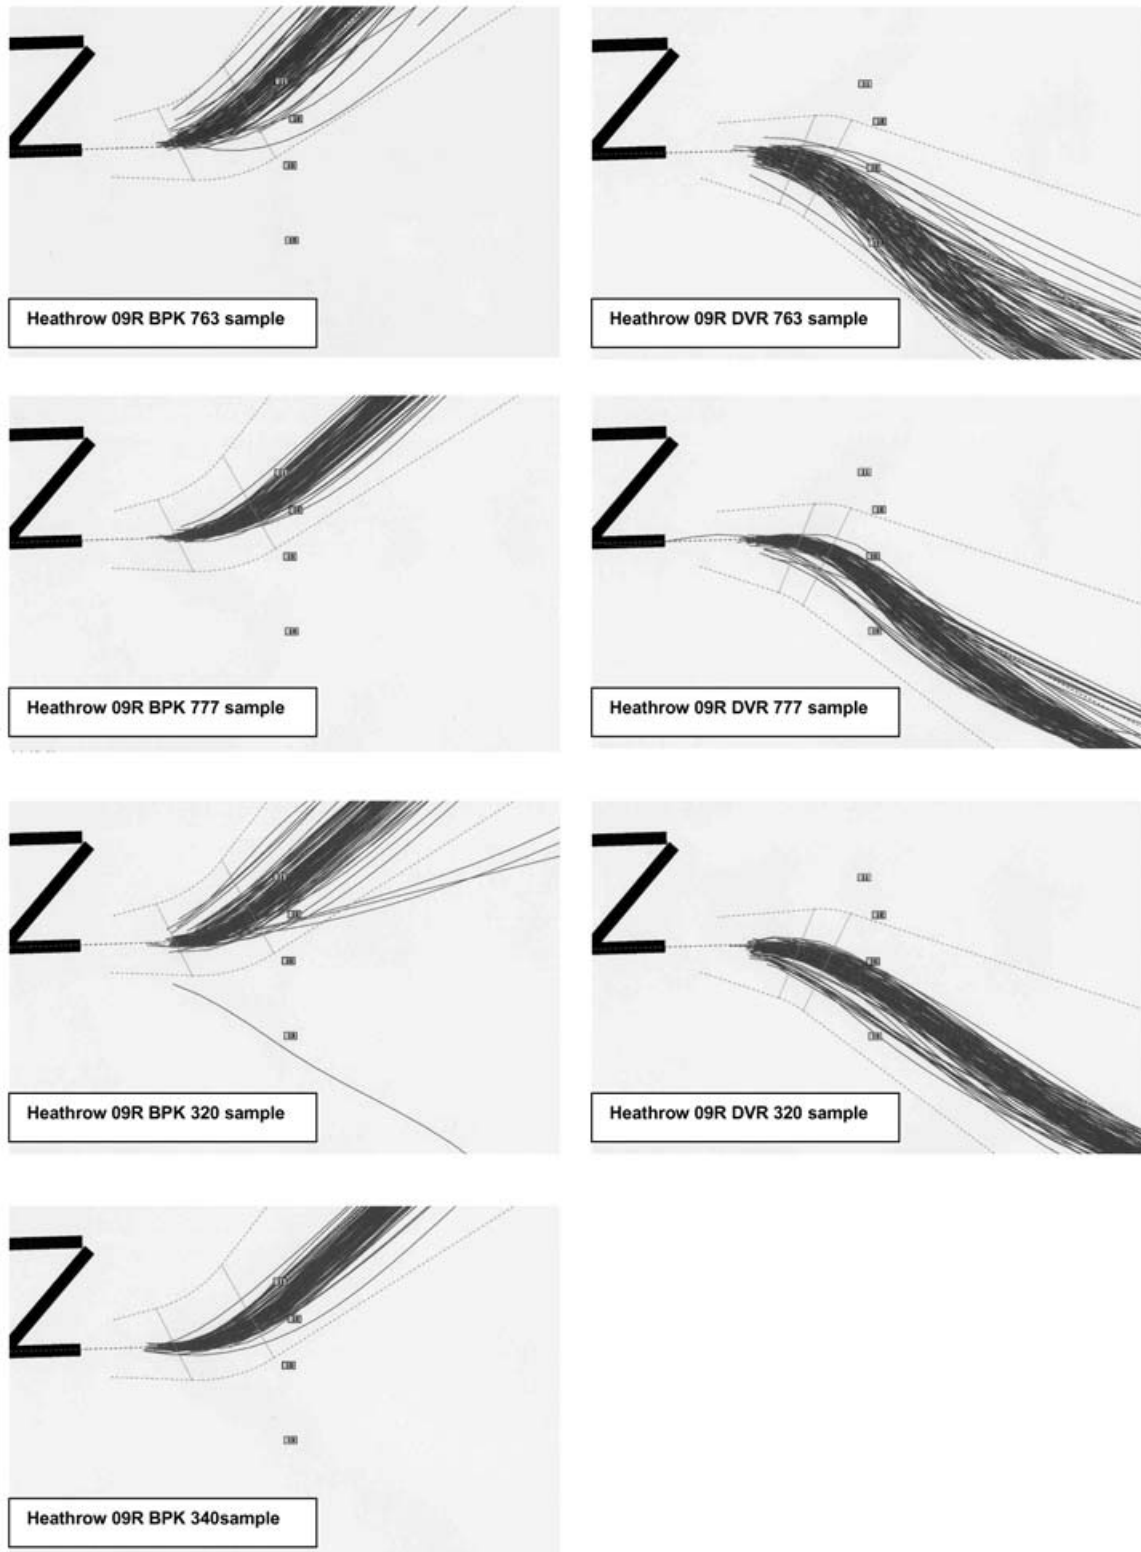 Heathrow 09R BPK 763 sample
Heathrow 09R DVR 763 sample
Heathrow 09R BPK 777 sample
Heathrow 09R DVR 777 sample
Heathrow 09R BPK 320 sample
Heathrow 09R DVR 320 sample
Heathrow 09R BPK 340sample